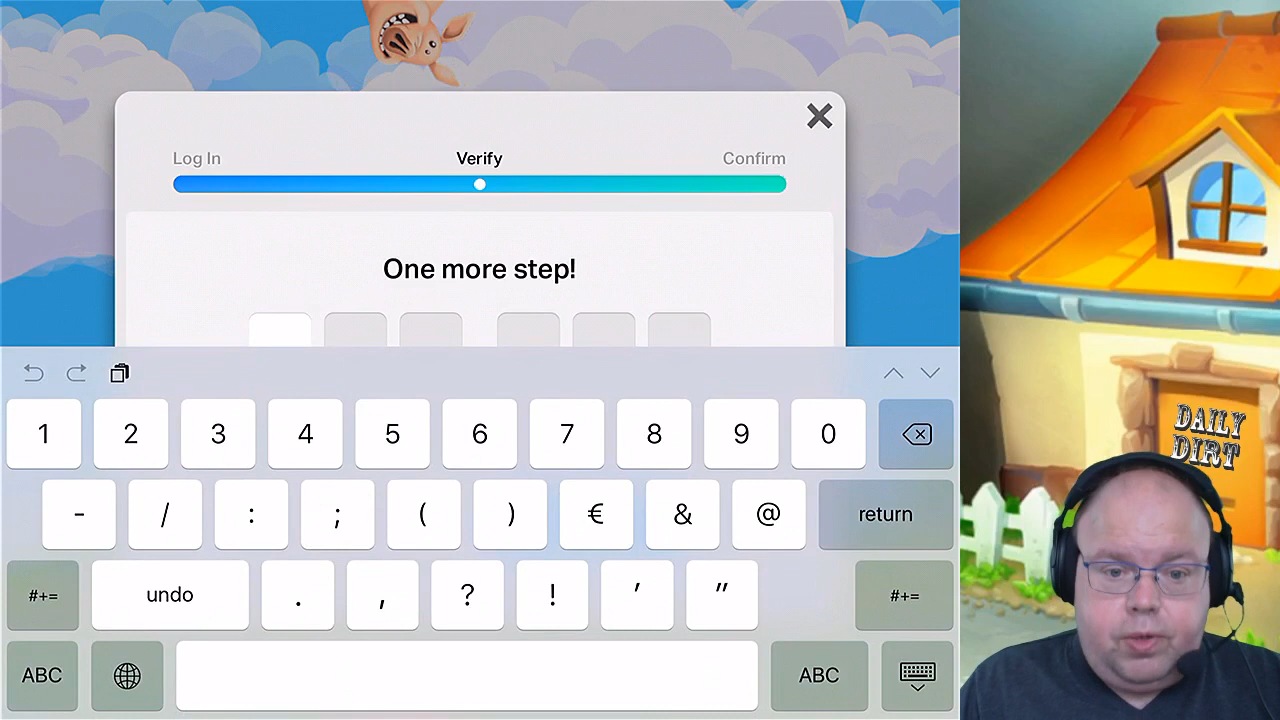 Log In Verify Confirm
One more step!
1 2 3 4 5 6 7 8 9 0
- / : ; ( ) € & @ return
#+= undo . , ? ! ’ ” #+=
ABC ABC
DAILY
DIRT